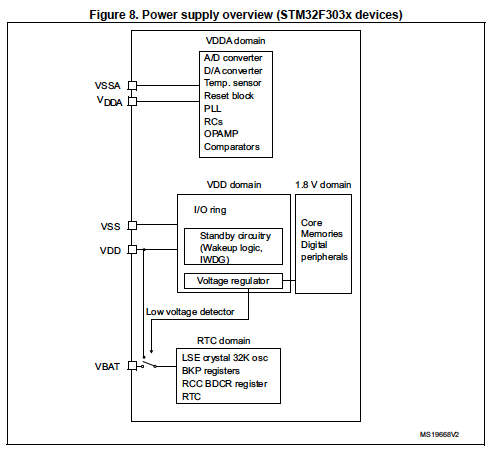 Figure 8. Power supply overview (STM32F303x devices)
VDDA domain
A/D converter
D/A converter
Temp. sensor
Reset block
PLL
RCs
OPAMP
Comparators
VSSA
VDDA
VDD domain
1.8 V domain
I/O ring
Standby circuitry
(Wakeup logic,
IWDG)
Voltage regulator
Core
Memories
Digital
peripherals
VSS
VDD
Low voltage detector
RTC domain
LSE crystal 32K osc
BKP registers
RCC BDCR register
RTC
VBAT
MS19668V2